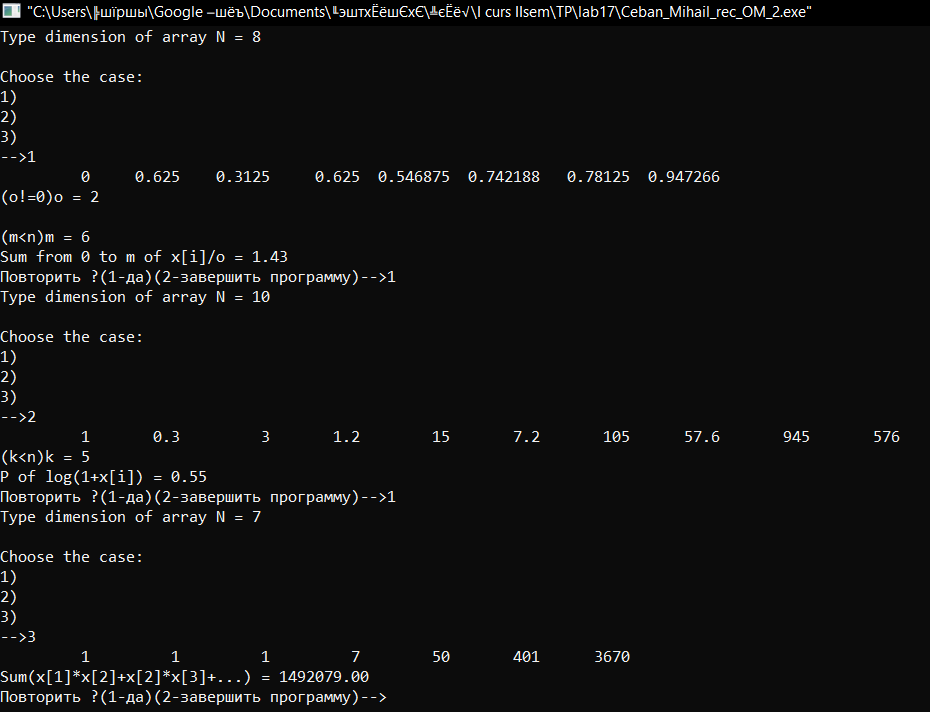 "C:\Users\╠шїршы\Google –шёъ\Documents\╙эштхЁёшЄхЄ\╩єЁё√\I curs IIsem\TP\lab17\Ceban_Mihail_rec_OM_2.exe"
Type dimension of array N = 8
Choose the case:
1)
2)
3)
-->1
0 0.625 0.3125 0.625 0.546875 0.742188 0.78125 0.947266
(o!=0)o = 2
(m<n)m = 6
Sum from 0 to m of x[i]/o = 1.43
Повторить ?(1-да)(2-завершить программу)-->1
Type dimension of array N = 10
Choose the case:
1)
2)
3)
-->2
1 0.3 3 1.2 15 7.2 105 57.6 945 576
(k<n)k = 5
P of log(1+x[i]) = 0.55
Повторить ?(1-да)(2-завершить программу)-->1
Type dimension of array N = 7
Choose the case:
1)
2)
3)
-->3
1 1 1 7 50 401 3670
Sum(x[1]*x[2]+x[2]*x[3]+...) = 1492079.00
Повторить ?(1-да)(2-завершить программу)-->